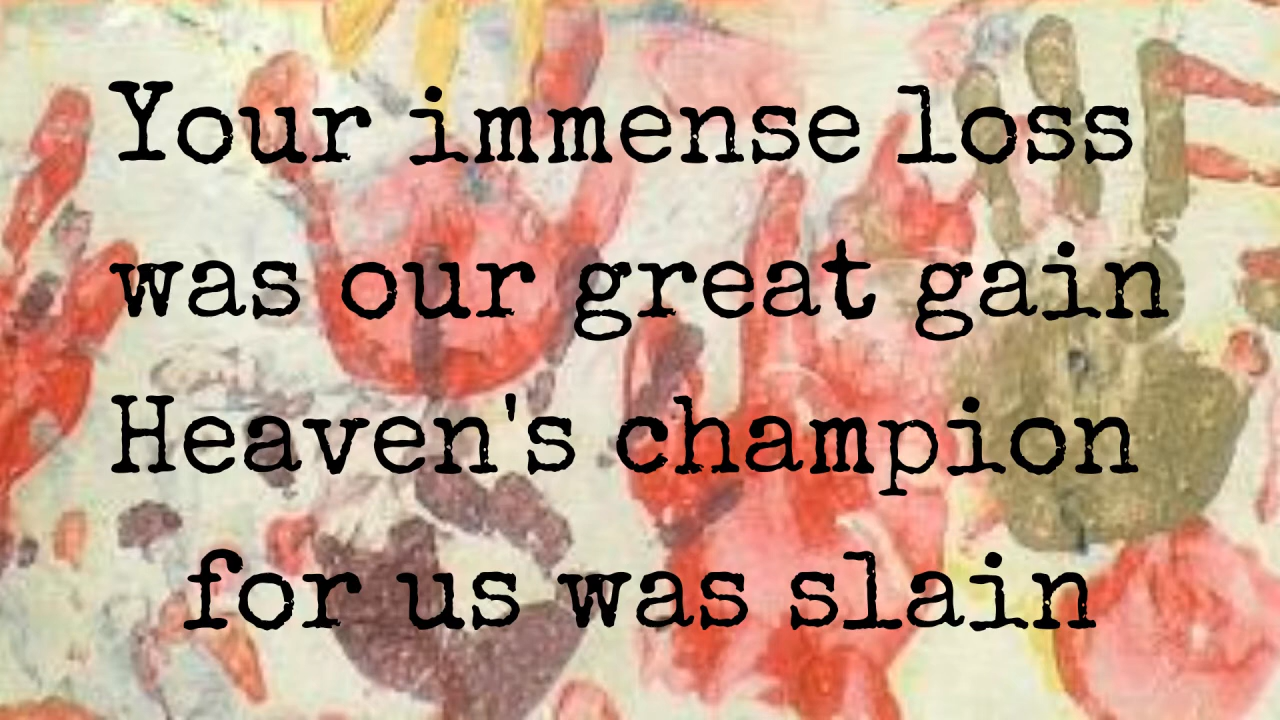 Your immense loss
was our great gain
Heaven's champion
for us was slain